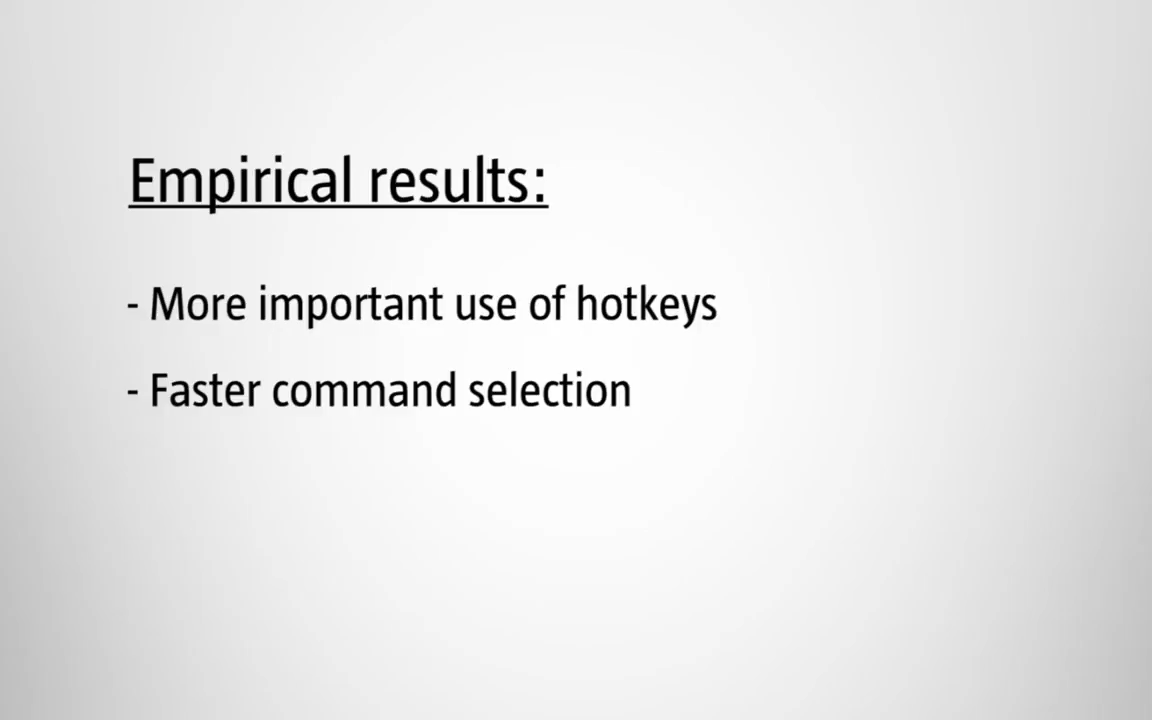 Empirical results:
- More important use of hotkeys
- Faster command selection